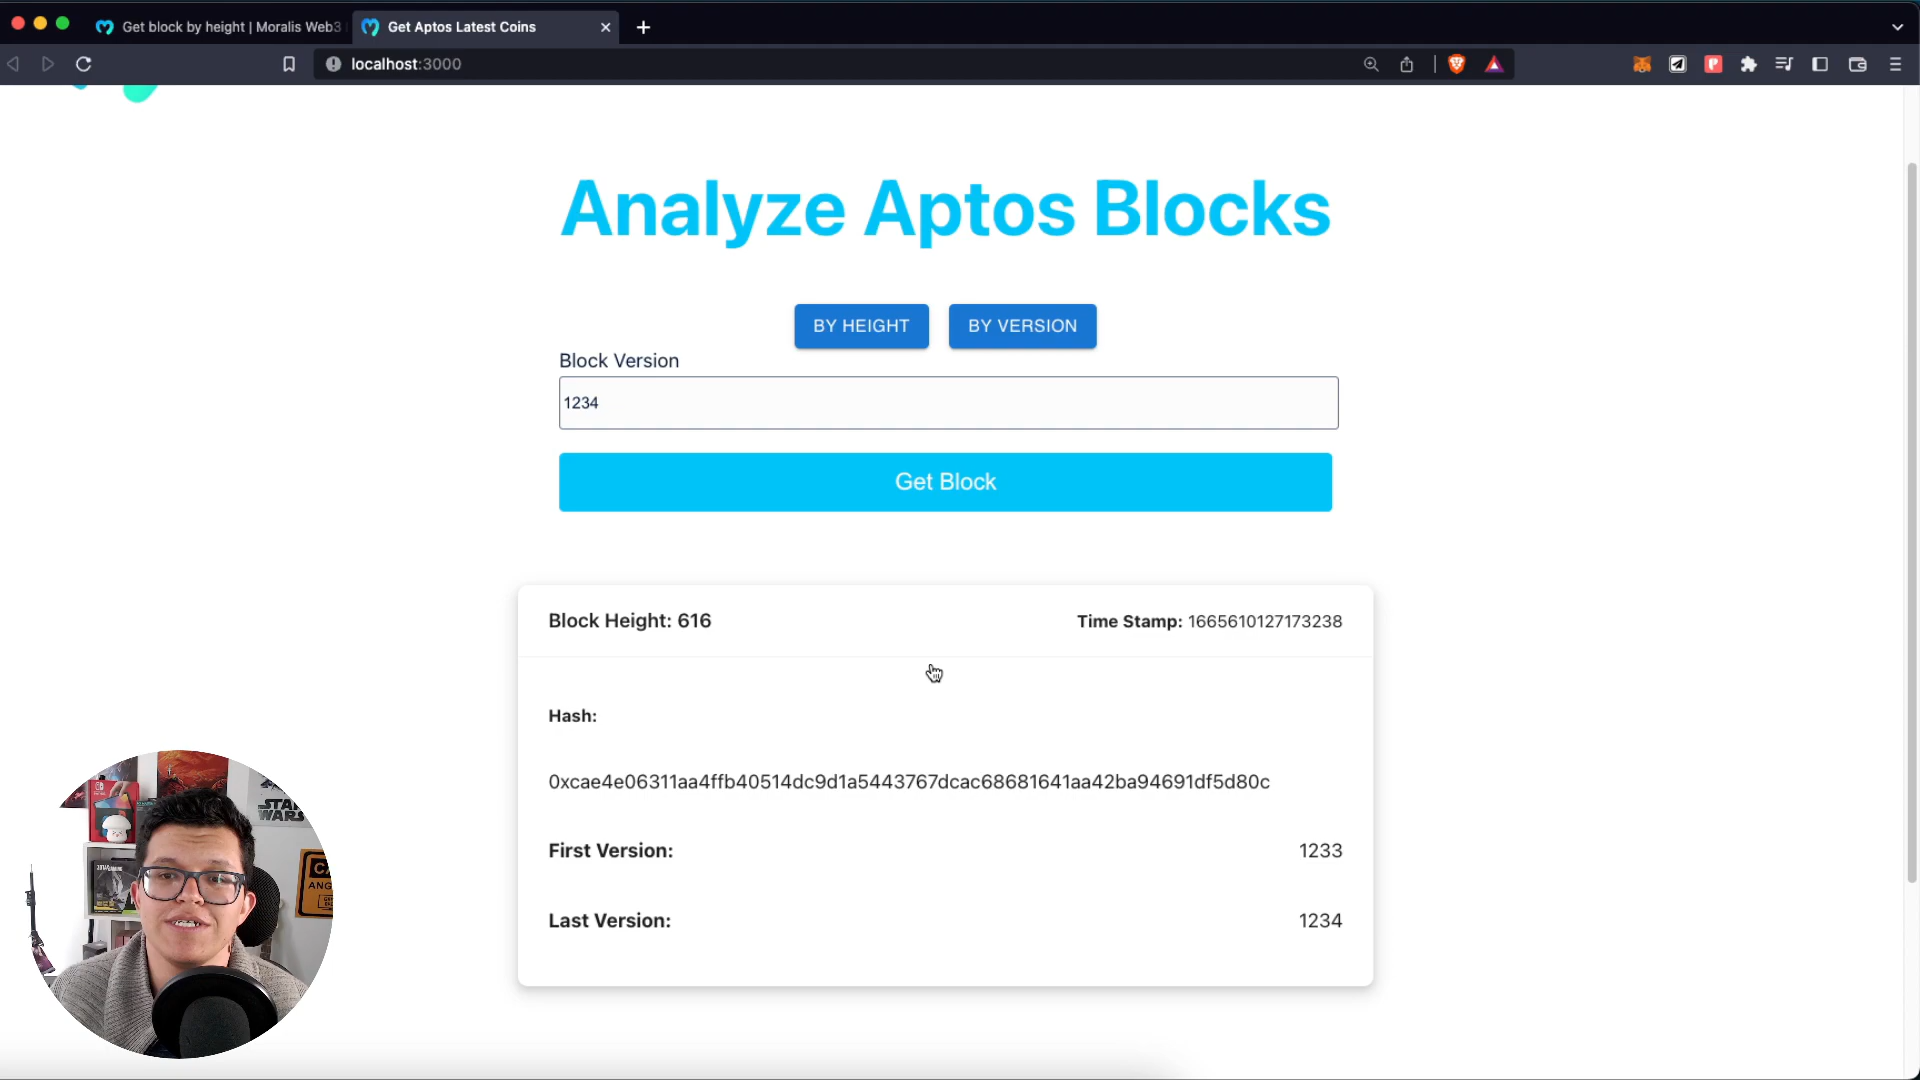 Get block by height | Moralis Web3
Get Aptos Latest Coins
localhost:3000
Analyze Aptos Blocks
BY HEIGHT
BY VERSION
Block Version
1234
Get Block
Block Height: 616
Time Stamp: 1665610127173238
Hash:
0xcae4e06311aa4ffb40514dc9d1a5443767dcac68681641aa42ba94691df5d80c
First Version:
1233
Last Version:
1234
STAR
WARS